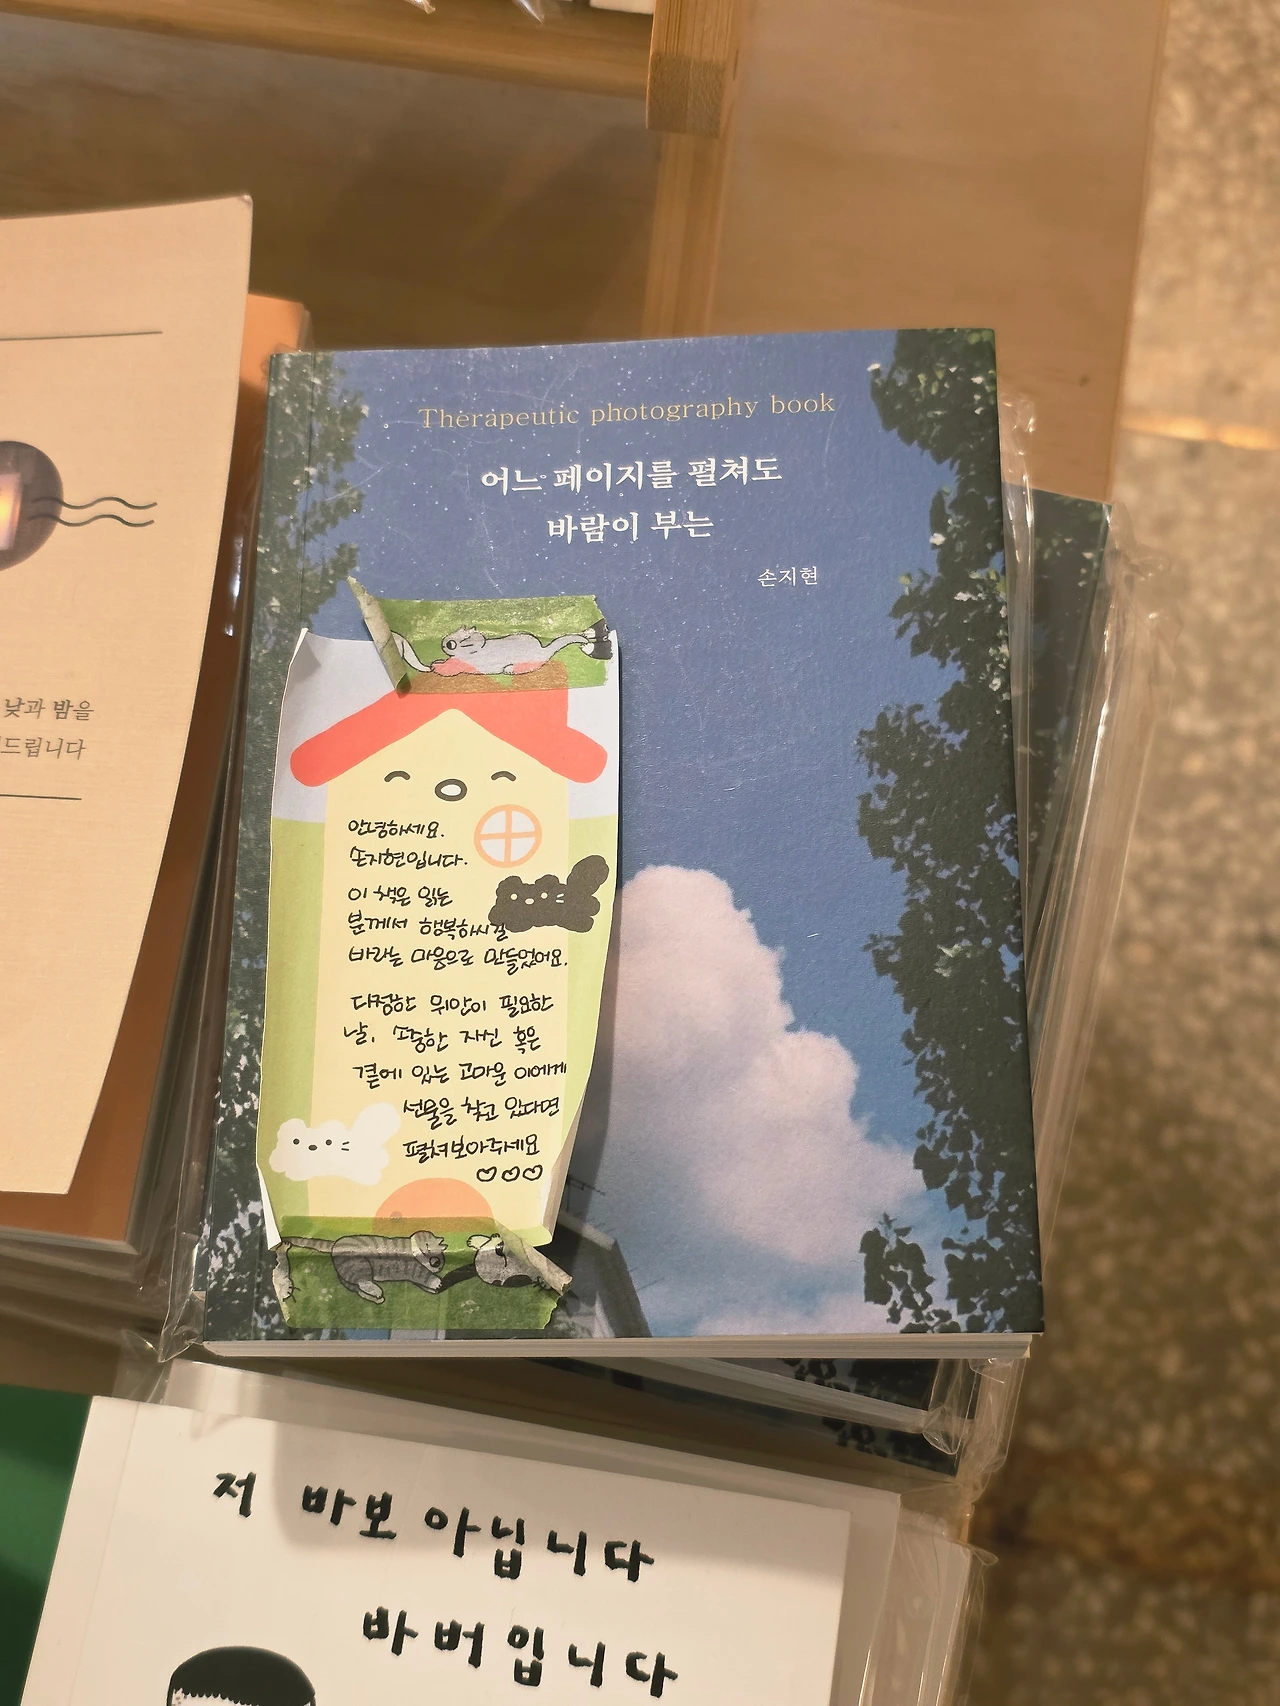 Therapeutic photography book
어느 페이지를 펼쳐도
바람이 부는
손지현
안녕하세요.
손지현입니다.
이 책은 읽는
분께서 행복하시길
바라는 마음으로 만들었어요.
다정한 위안이 필요한
날, 소중한 자신 혹은
곁에 있는 고마운 이에게
선물을 찾고 있다면
펼쳐보아주세요
♡♡♡
낮과 밤을
드립니다
저 바보 아닙니다
바버입니다